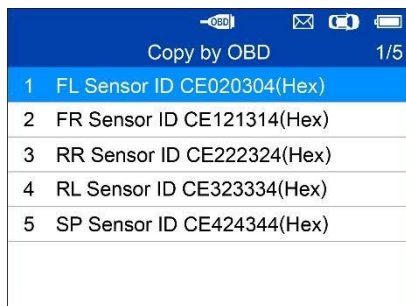 OBD
Copy by OBD 1/5
1 FL Sensor ID CE020304(Hex)
2 FR Sensor ID CE121314(Hex)
3 RR Sensor ID CE222324(Hex)
4 RL Sensor ID CE323334(Hex)
5 SP Sensor ID CE424344(Hex)